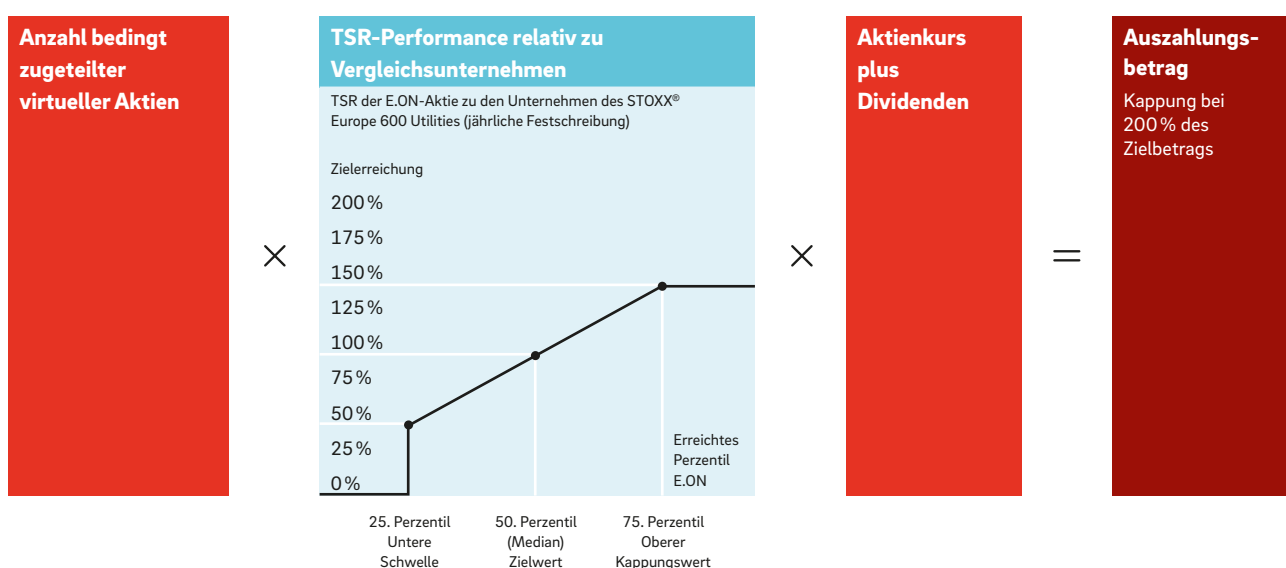 Anzahl bedingt
zugeteilter
virtueller Aktien
×
TSR-Performance relativ zu
Vergleichsunternehmen
TSR der E.ON-Aktie zu den Unternehmen des STOXX®
Europe 600 Utilities (jährliche Festschreibung)
Zielerreichung
200 %
175 %
150 %
125 %
100 %
75 %
50 %
25 %
0 %
Erreichtes
Perzentil
E.ON
25. Perzentil
Untere
Schwelle
50. Perzentil
(Median)
Zielwert
75. Perzentil
Oberer
Kappungswert
×
Aktienkurs
plus
Dividenden
=
Auszahlungs-
betrag
Kappung bei
200 % des
Zielbetrags